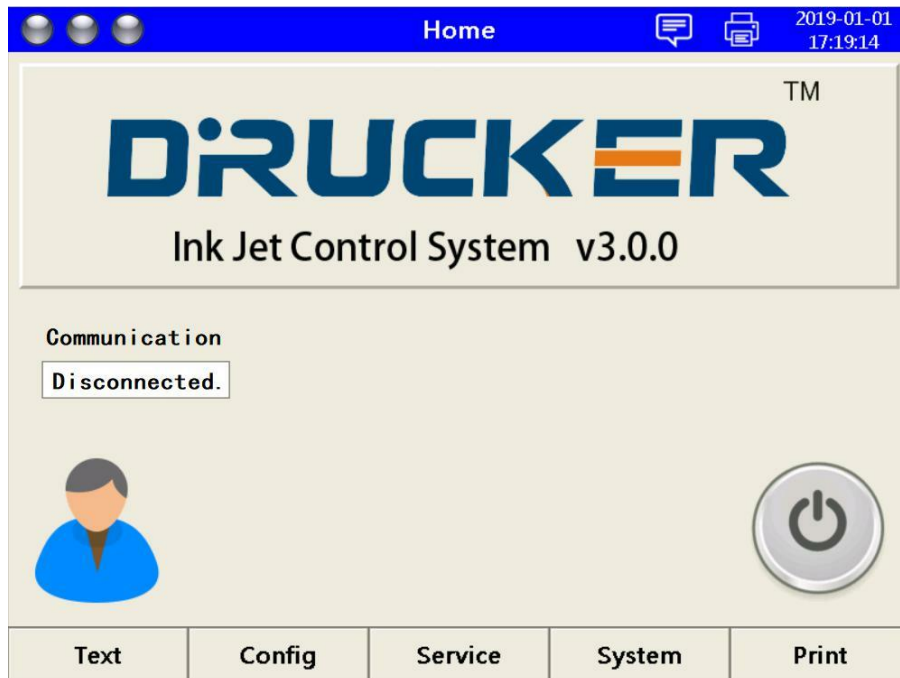 Home
2019-01-01
17:19:14
DRUCKER TM
Ink Jet Control System v3.0.0
Communication
Disconnected.
Text Config Service System Print